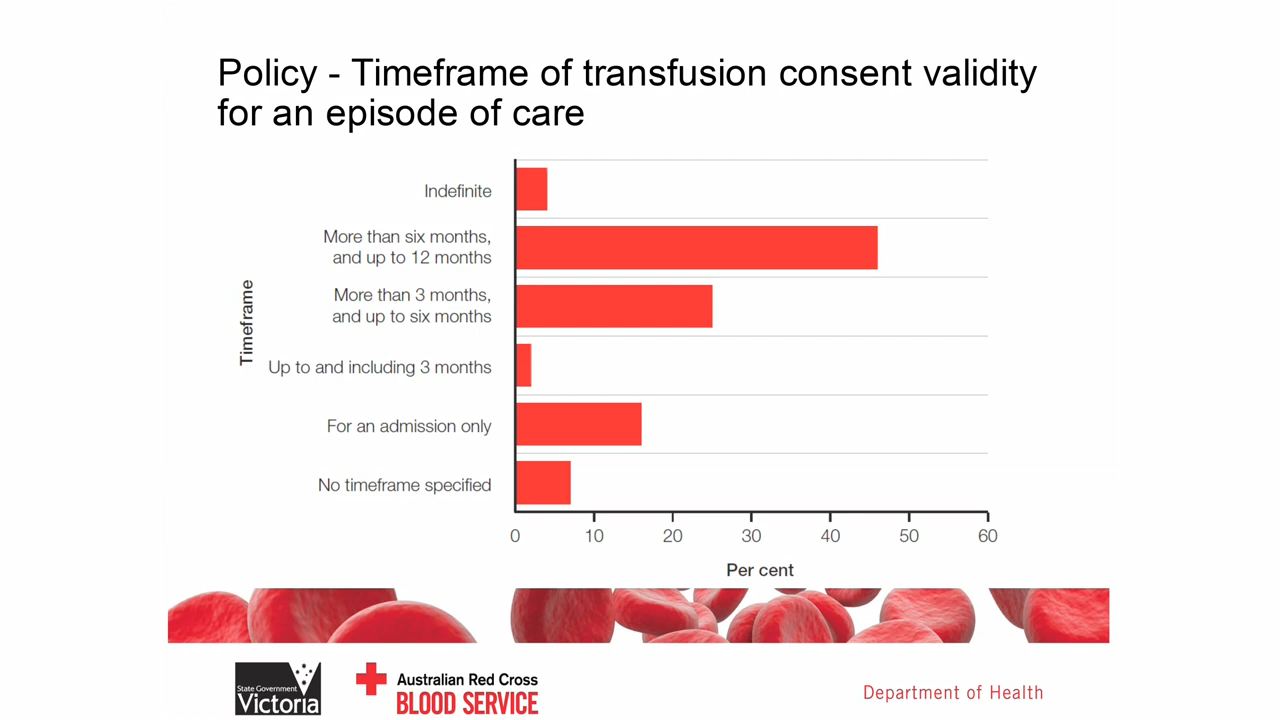 Policy - Timeframe of transfusion consent validity
for an episode of care
Indefinite
More than six months,
and up to 12 months
More than 3 months,
and up to six months
Up to and including 3 months
For an admission only
No timeframe specified
Timeframe
0 10 20 30 40 50 60
Per cent
State Government
Victoria
Australian Red Cross
BLOOD SERVICE
Department of Health